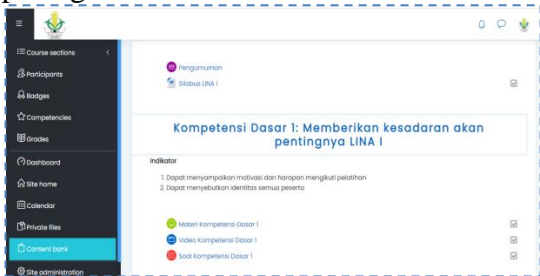 Course sections
Participants
Badges
Competencies
Grades
Dashboard
Site home
Calendar
Private files
Content bank
Site administration
Pengumuman
Silabus LINA I
Kompetensi Dasar 1: Memberikan kesadaran akan
pentingnya LINA I
Indikator
1. Dapat menyampaikan motivasi dan harapan mengikuti pelatihan
2. Dapat menyebutkan identitas semua peserta
Materi Kompetensi Dasar 1
Video Kompetensi Dasar 1
Soal Kompetensi Dasar 1